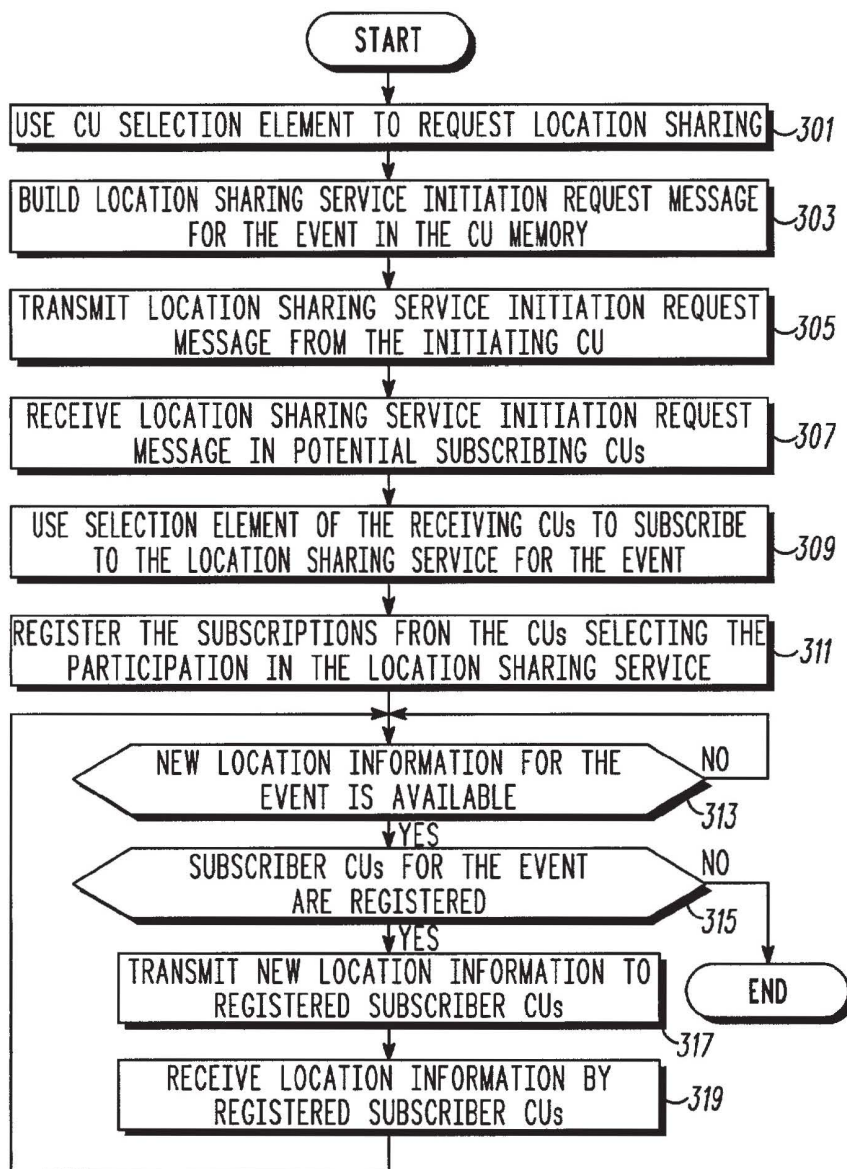 START
USE CU SELECTION ELEMENT TO REQUEST LOCATION SHARING
301
BUILD LOCATION SHARING SERVICE INITIATION REQUEST MESSAGE
FOR THE EVENT IN THE CU MEMORY
303
TRANSMIT LOCATION SHARING SERVICE INITIATION REQUEST
MESSAGE FROM THE INITIATING CU
305
RECEIVE LOCATION SHARING SERVICE INITIATION REQUEST
MESSAGE IN POTENTIAL SUBSCRIBING CUs
307
USE SELECTION ELEMENT OF THE RECEIVING CUs TO SUBSCRIBE
TO THE LOCATION SHARING SERVICE FOR THE EVENT
309
REGISTER THE SUBSCRIPTIONS FRON THE CUs SELECTING THE
PARTICIPATION IN THE LOCATION SHARING SERVICE
311
NEW LOCATION INFORMATION FOR THE
EVENT IS AVAILABLE
NO
313
YES
SUBSCRIBER CUs FOR THE EVENT
ARE REGISTERED
NO
315
YES
TRANSMIT NEW LOCATION INFORMATION TO
REGISTERED SUBSCRIBER CUs
317
END
RECEIVE LOCATION INFORMATION BY
REGISTERED SUBSCRIBER CUs
319